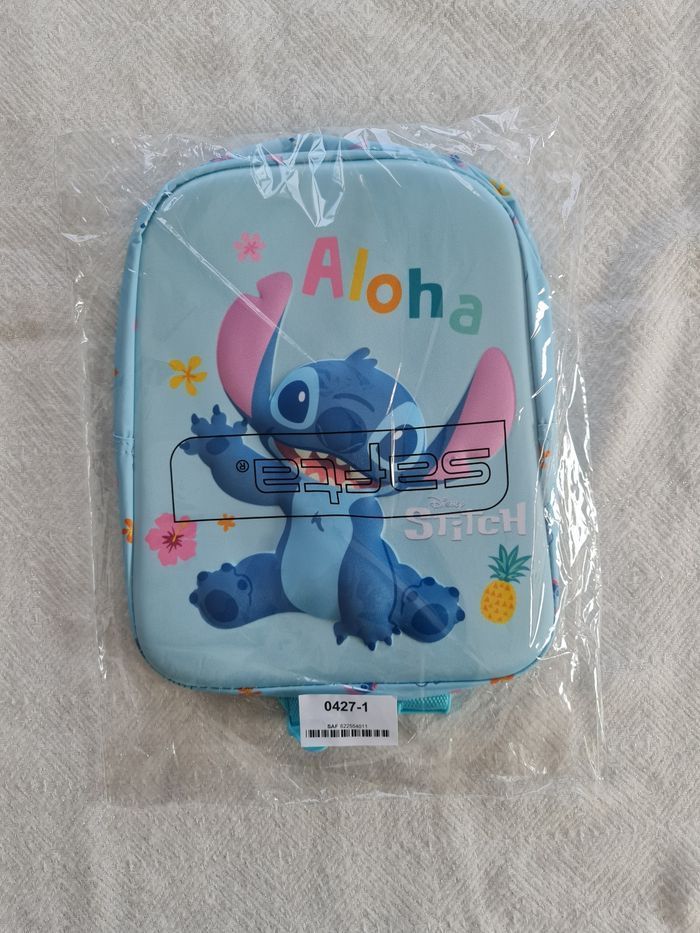 Aloha
safta®
Disney
STITCH
0427-1
SAF 622554011